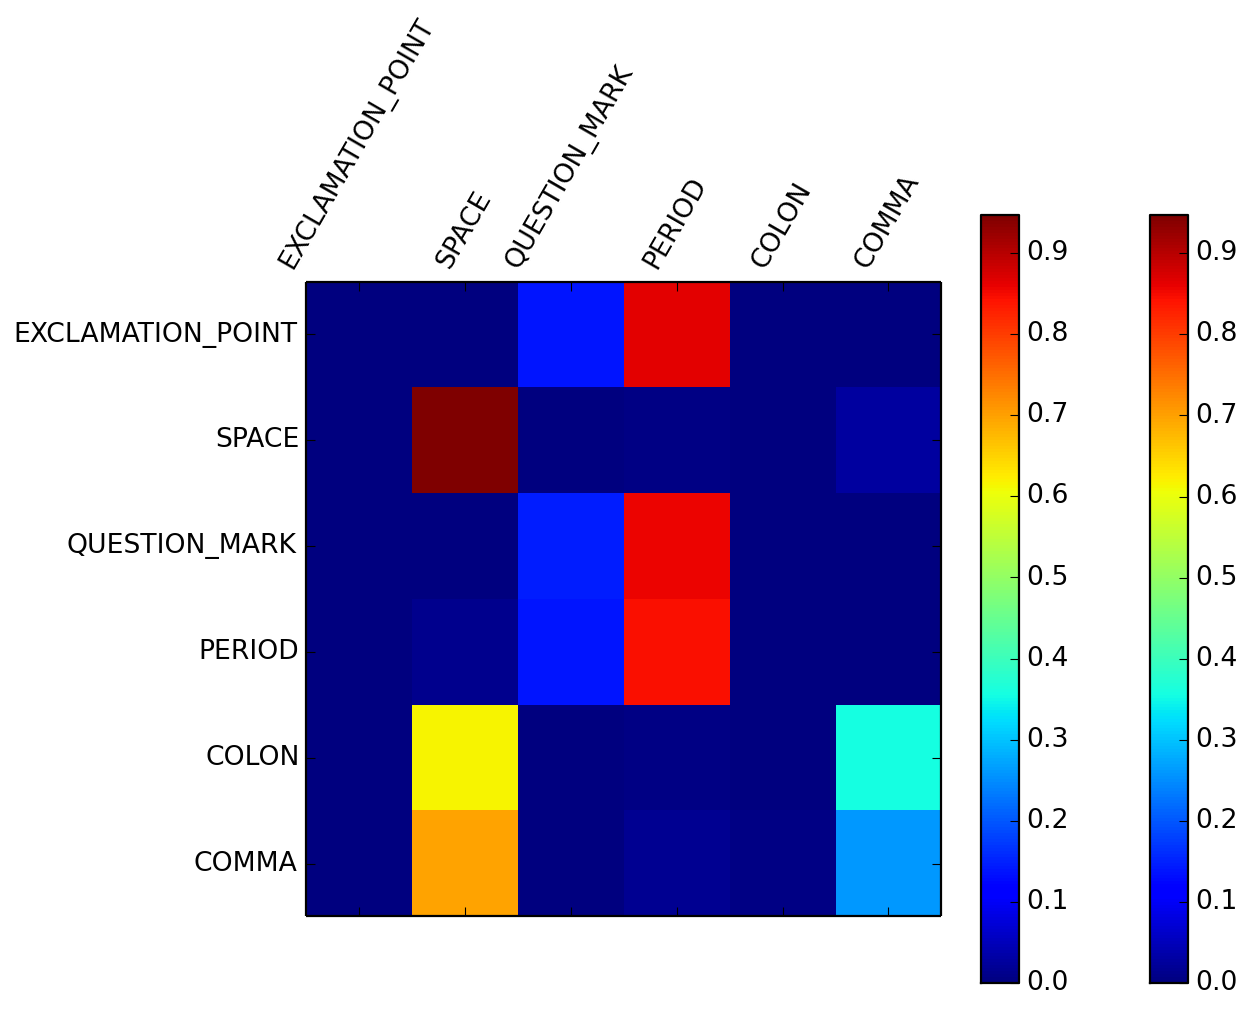 EXCLAMATION_POINT
SPACE
QUESTION_MARK
PERIOD
COLON
COMMA
EXCLAMATION_POINT
SPACE
QUESTION_MARK
PERIOD
COLON
COMMA
0.9
0.8
0.7
0.6
0.5
0.4
0.3
0.2
0.1
0.0
0.9
0.8
0.7
0.6
0.5
0.4
0.3
0.2
0.1
0.0